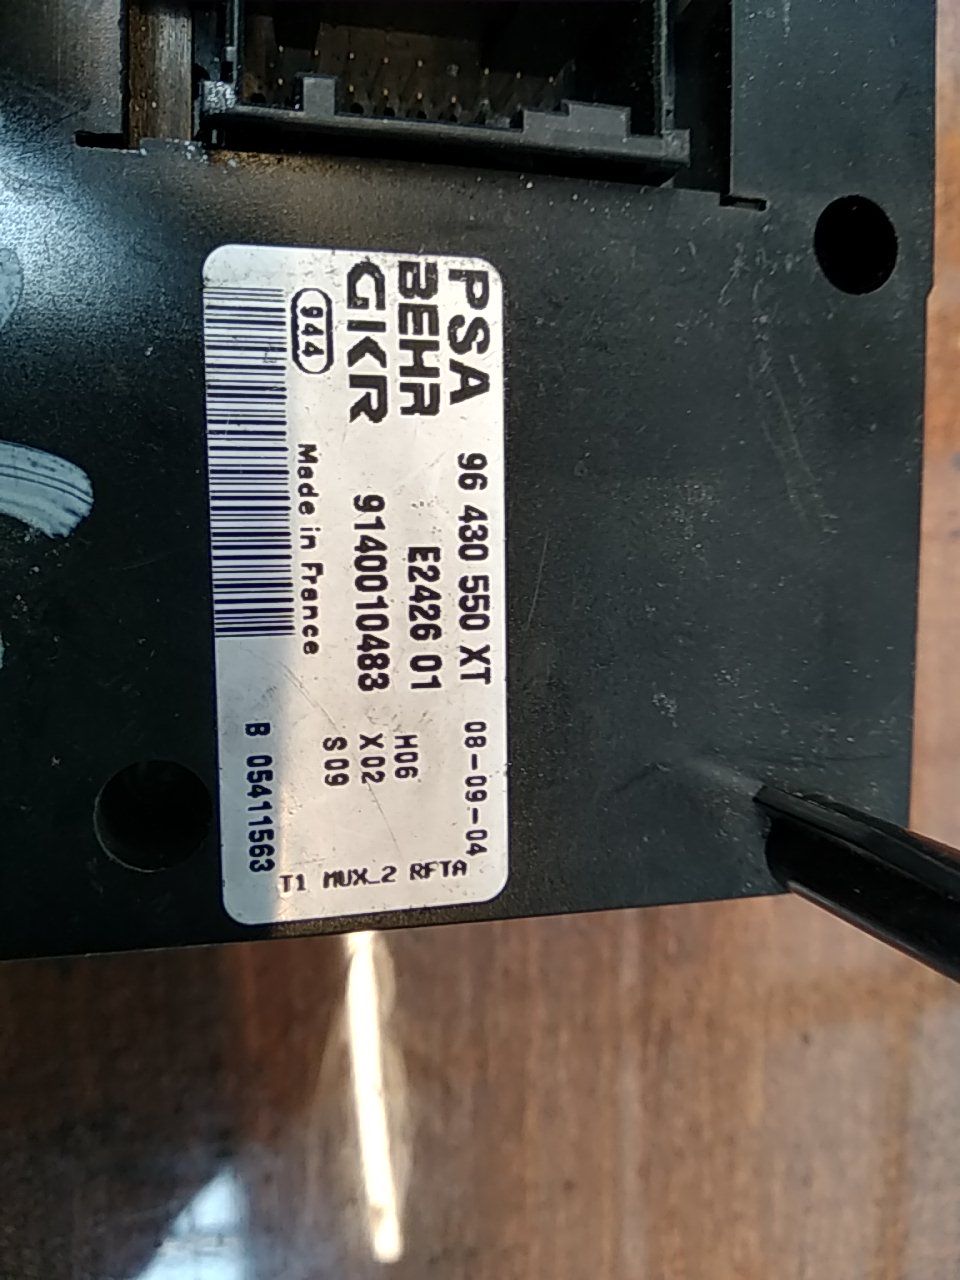 PSA 96 430 550 XT 08-09-04
BEHR E2426 01 H06
GKR 9140010483 X02
S09
944 Made in France
B 05411563
T1 MUX_2 RFTA